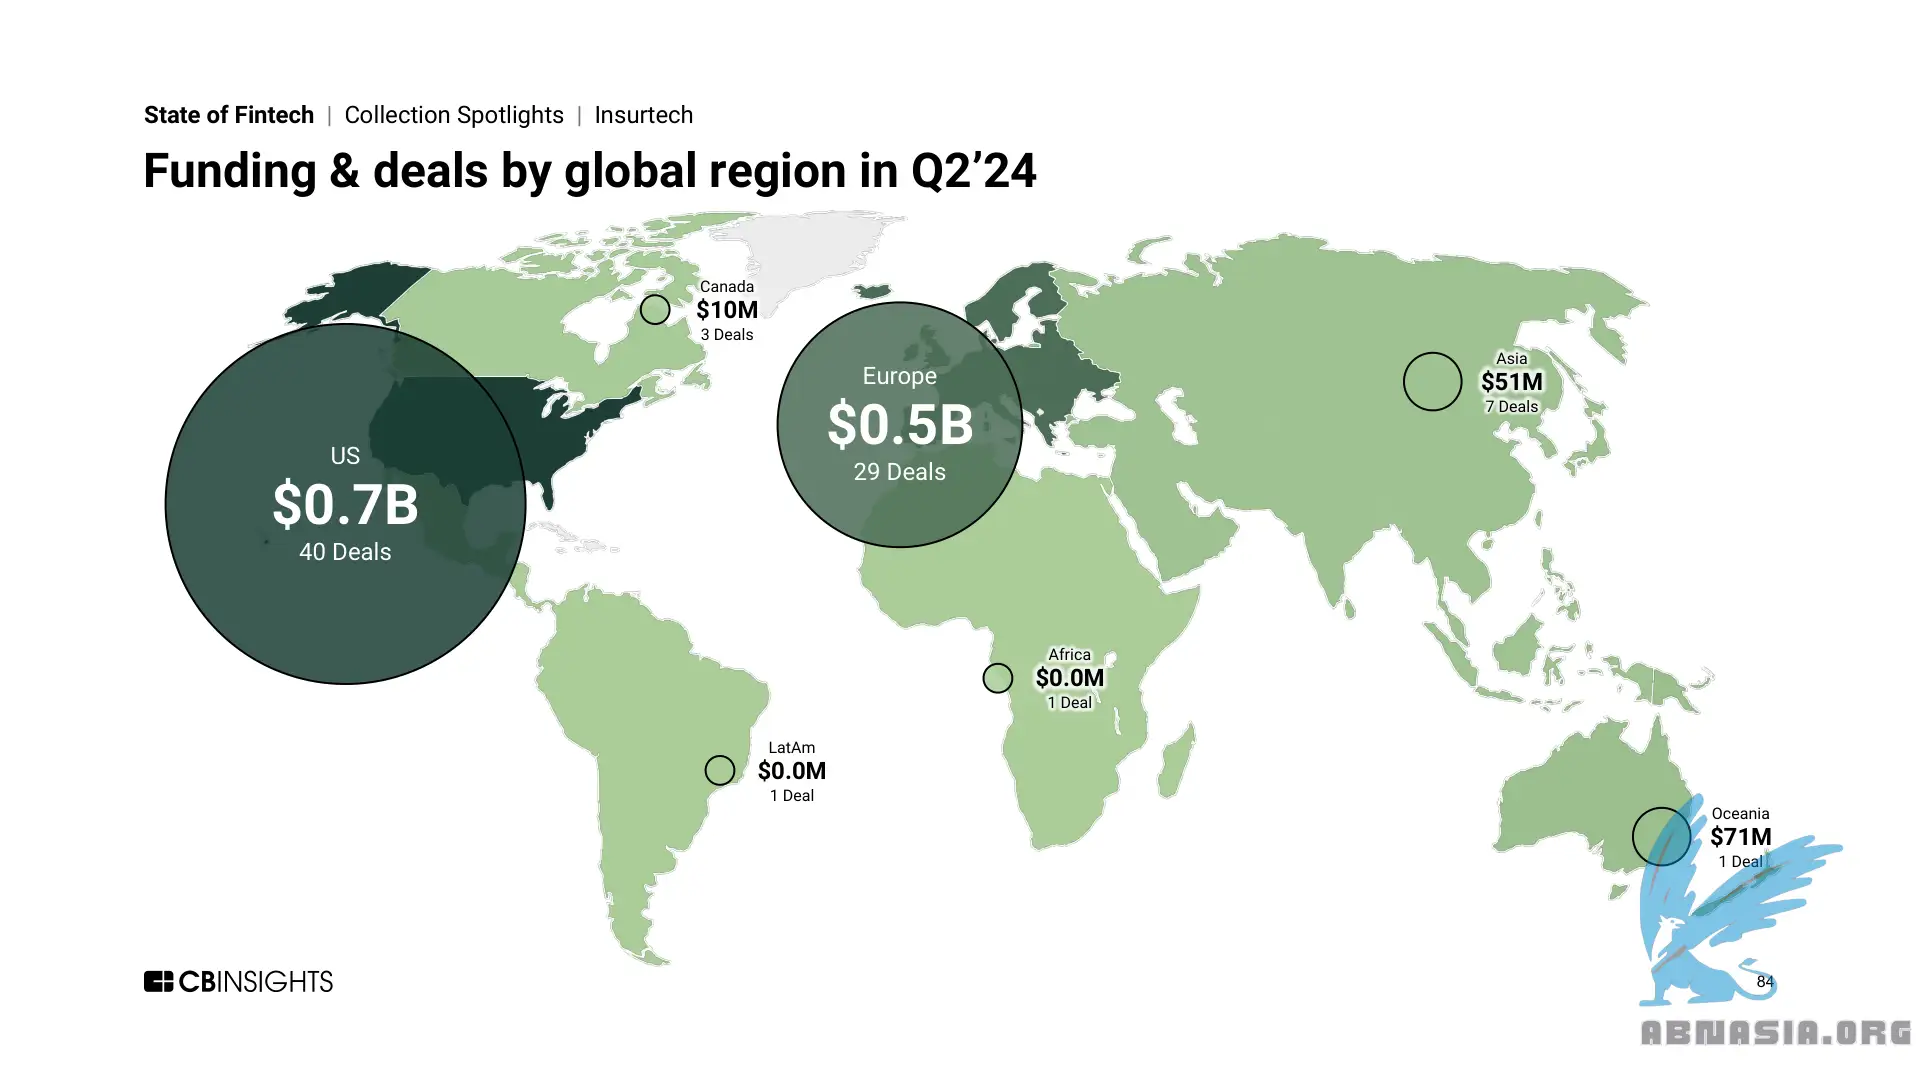 State of Fintech | Collection Spotlights | Insurtech
Funding & deals by global region in Q2’24
Canada
$10M
3 Deals
Asia
$51M
7 Deals
Europe
$0.5B
29 Deals
US
$0.7B
40 Deals
Africa
$0.0M
1 Deal
LatAm
$0.0M
1 Deal
Oceania
$71M
1 Deal
CBINSIGHTS
84
ABNASIA.ORG